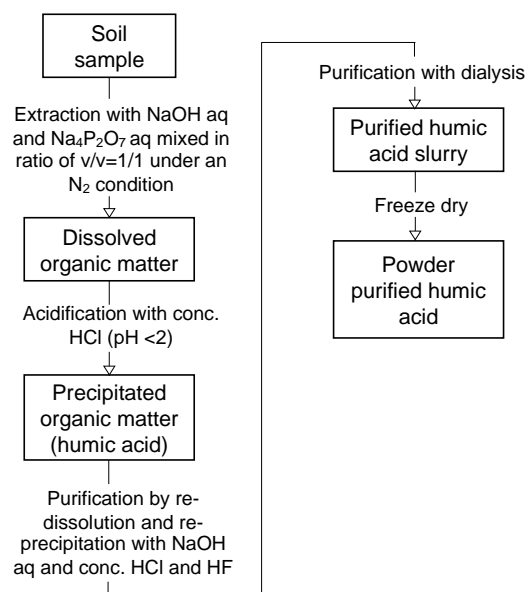 Soil
sample
Extraction with NaOH aq
and Na₄P₂O₇ aq mixed in
ratio of v/v=1/1 under an
N₂ condition
Dissolved
organic matter
Acidification with conc.
HCl (pH <2)
Precipitated
organic matter
(humic acid)
Purification by re-
dissolution and re-
precipitation with NaOH
aq and conc. HCl and HF
Purification with dialysis
Purified humic
acid slurry
Freeze dry
Powder
purified humic
acid